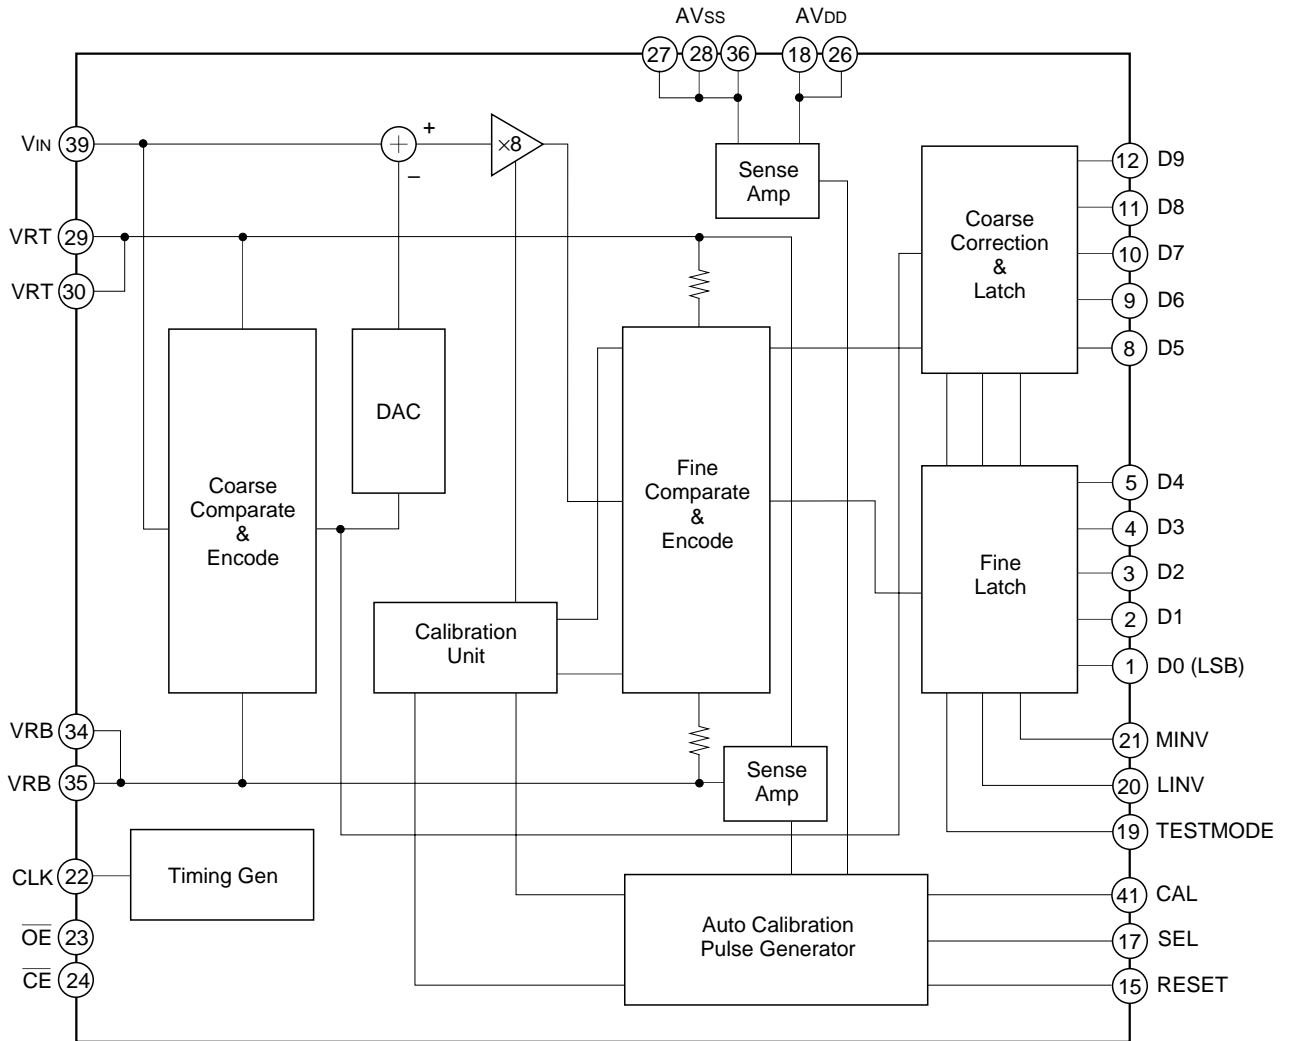 AVSS AVDD
27 28 36 18 26
VIN 39
+
−
×8
Sense
Amp
12 D9
11 D8
10 D7
9 D6
8 D5
Coarse
Correction
&
Latch
VRT 29
VRT 30
DAC
Coarse
Comparate
&
Encode
Fine
Comparate
&
Encode
5 D4
4 D3
3 D2
2 D1
1 D0 (LSB)
Fine
Latch
Calibration
Unit
VRB 34
VRB 35
Sense
Amp
21 MINV
20 LINV
19 TESTMODE
CLK 22
Timing Gen
OE 23
CE 24
Auto Calibration
Pulse Generator
41 CAL
17 SEL
15 RESET